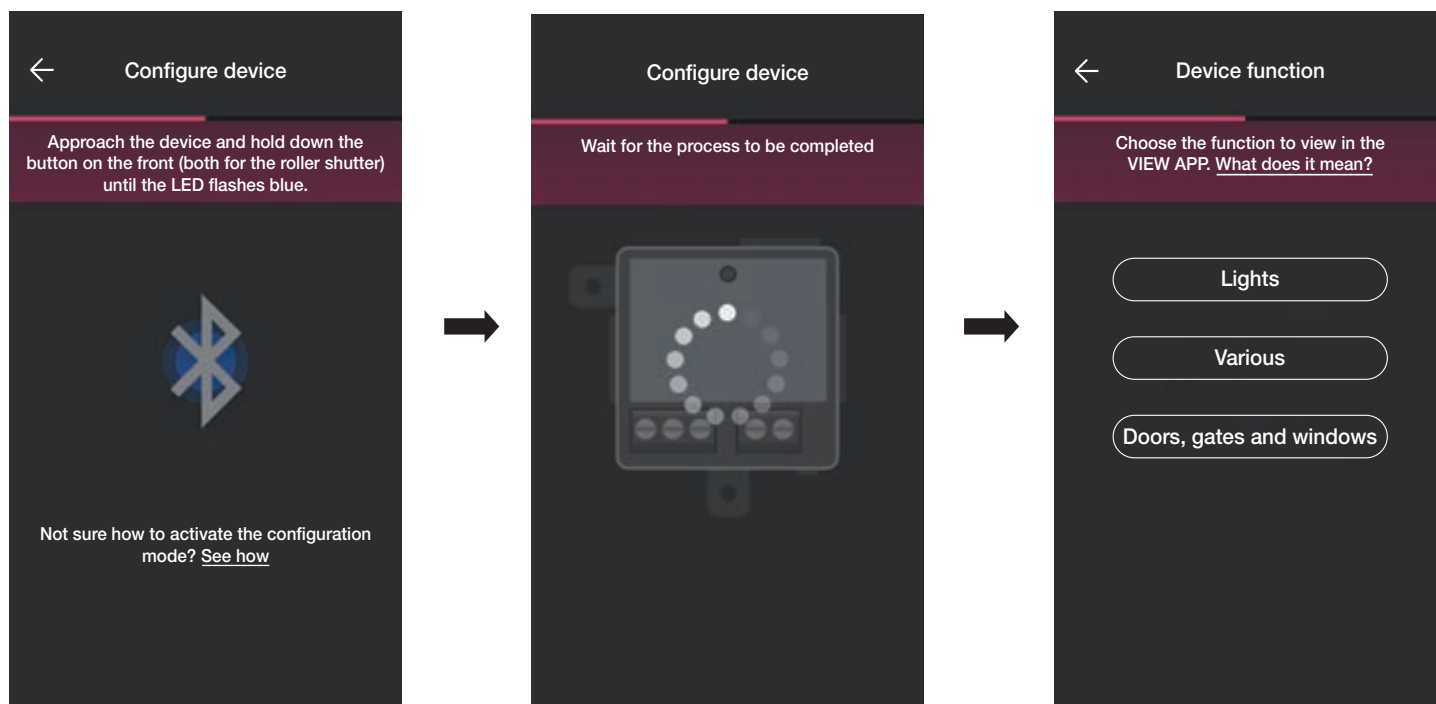 Configure device
Approach the device and hold down the
button on the front (both for the roller shutter)
until the LED flashes blue.
Not sure how to activate the configuration
mode? See how
Configure device
Wait for the process to be completed
Device function
Choose the function to view in the
VIEW APP. What does it mean?
Lights
Various
Doors, gates and windows